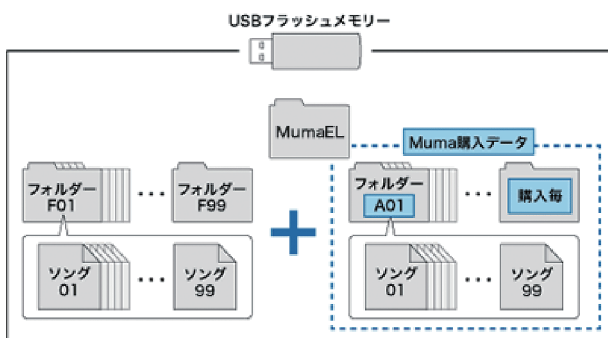 USBフラッシュメモリー
MumaEL
Muma購入データ
フォルダー
F01
・・・
フォルダー
F99
フォルダー
A01
・・・
購入毎
ソング
01
・・・
ソング
99
ソング
01
・・・
ソング
99